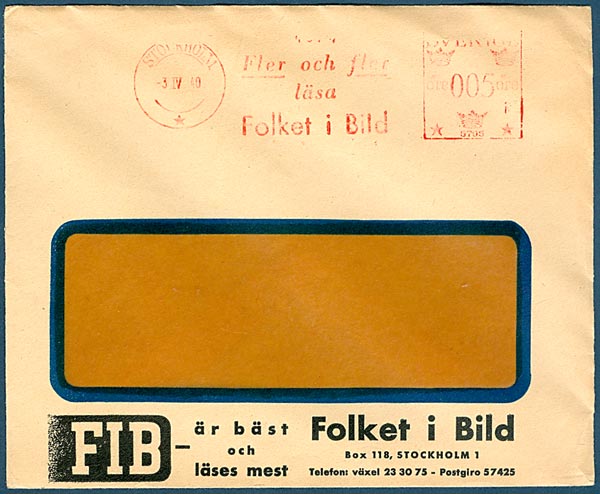 STOCKHOLM
-3 IV 40
Fler och fler
läsa
Folket i Bild
SVERIGE
öre 005 öre
5795
FIB
– är bäst
och
läses mest
Folket i Bild
Box 118, STOCKHOLM 1
Telefon: växel 23 30 75 – Postgiro 57425